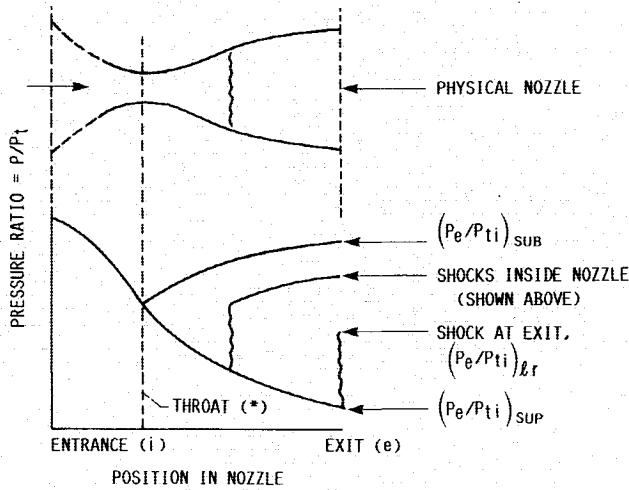 PHYSICAL NOZZLE
PRESSURE RATIO = P/Pt
(Pe/Pti)SUB
SHOCKS INSIDE NOZZLE
(SHOWN ABOVE)
SHOCK AT EXIT,
(Pe/Pti)ℓr
(Pe/Pti)SUP
THROAT (*)
ENTRANCE (i)
EXIT (e)
POSITION IN NOZZLE